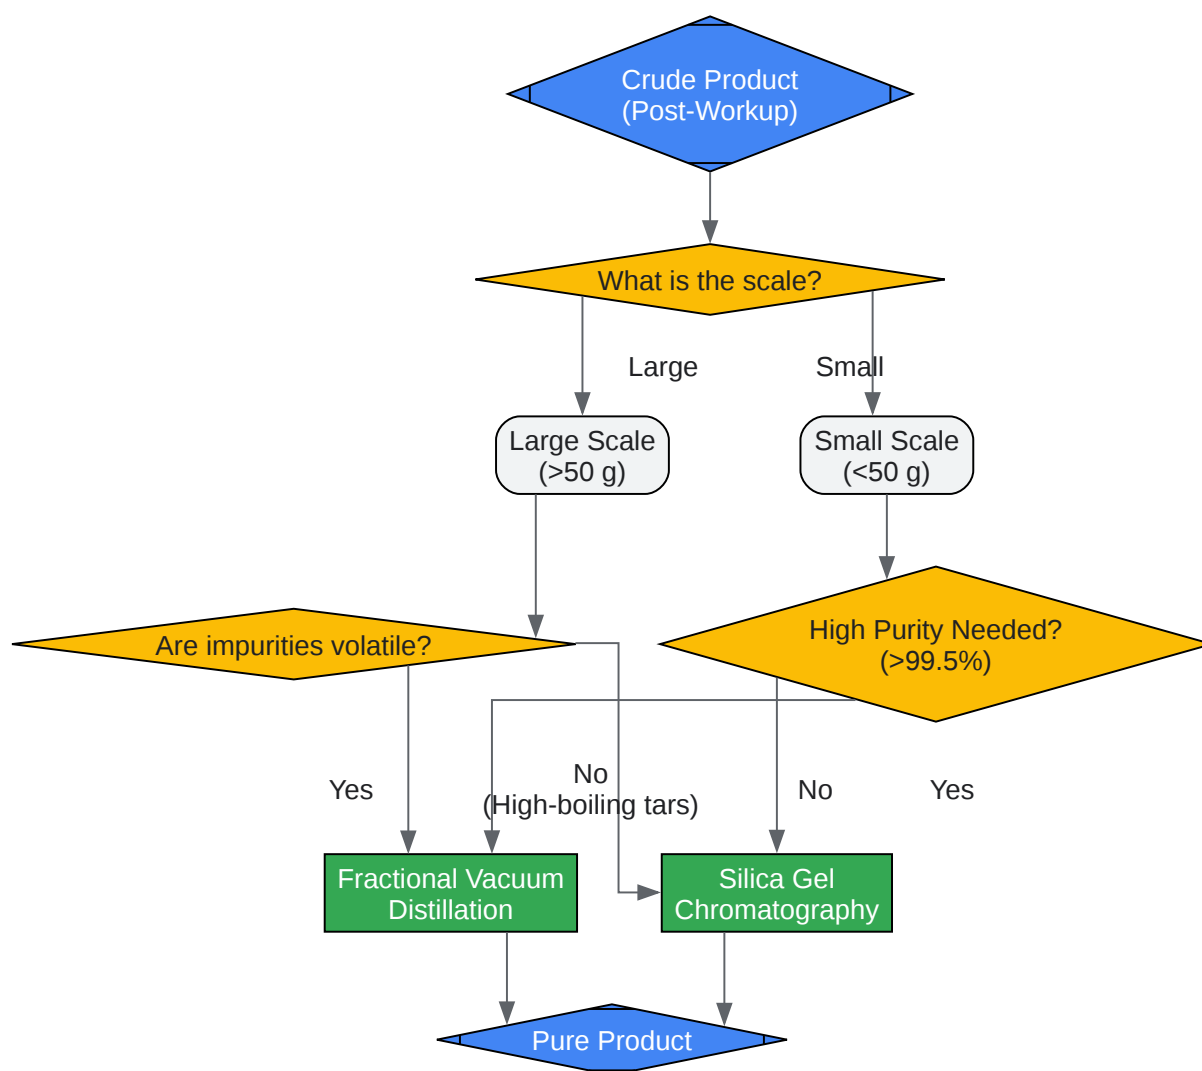 Crude Product
(Post-Workup)
What is the scale?
Large
Small
Large Scale
(>50 g)
Small Scale
(<50 g)
Are impurities volatile?
High Purity Needed?
(>99.5%)
Yes
No
(High-boiling tars)
No
Yes
Fractional Vacuum
Distillation
Silica Gel
Chromatography
Pure Product